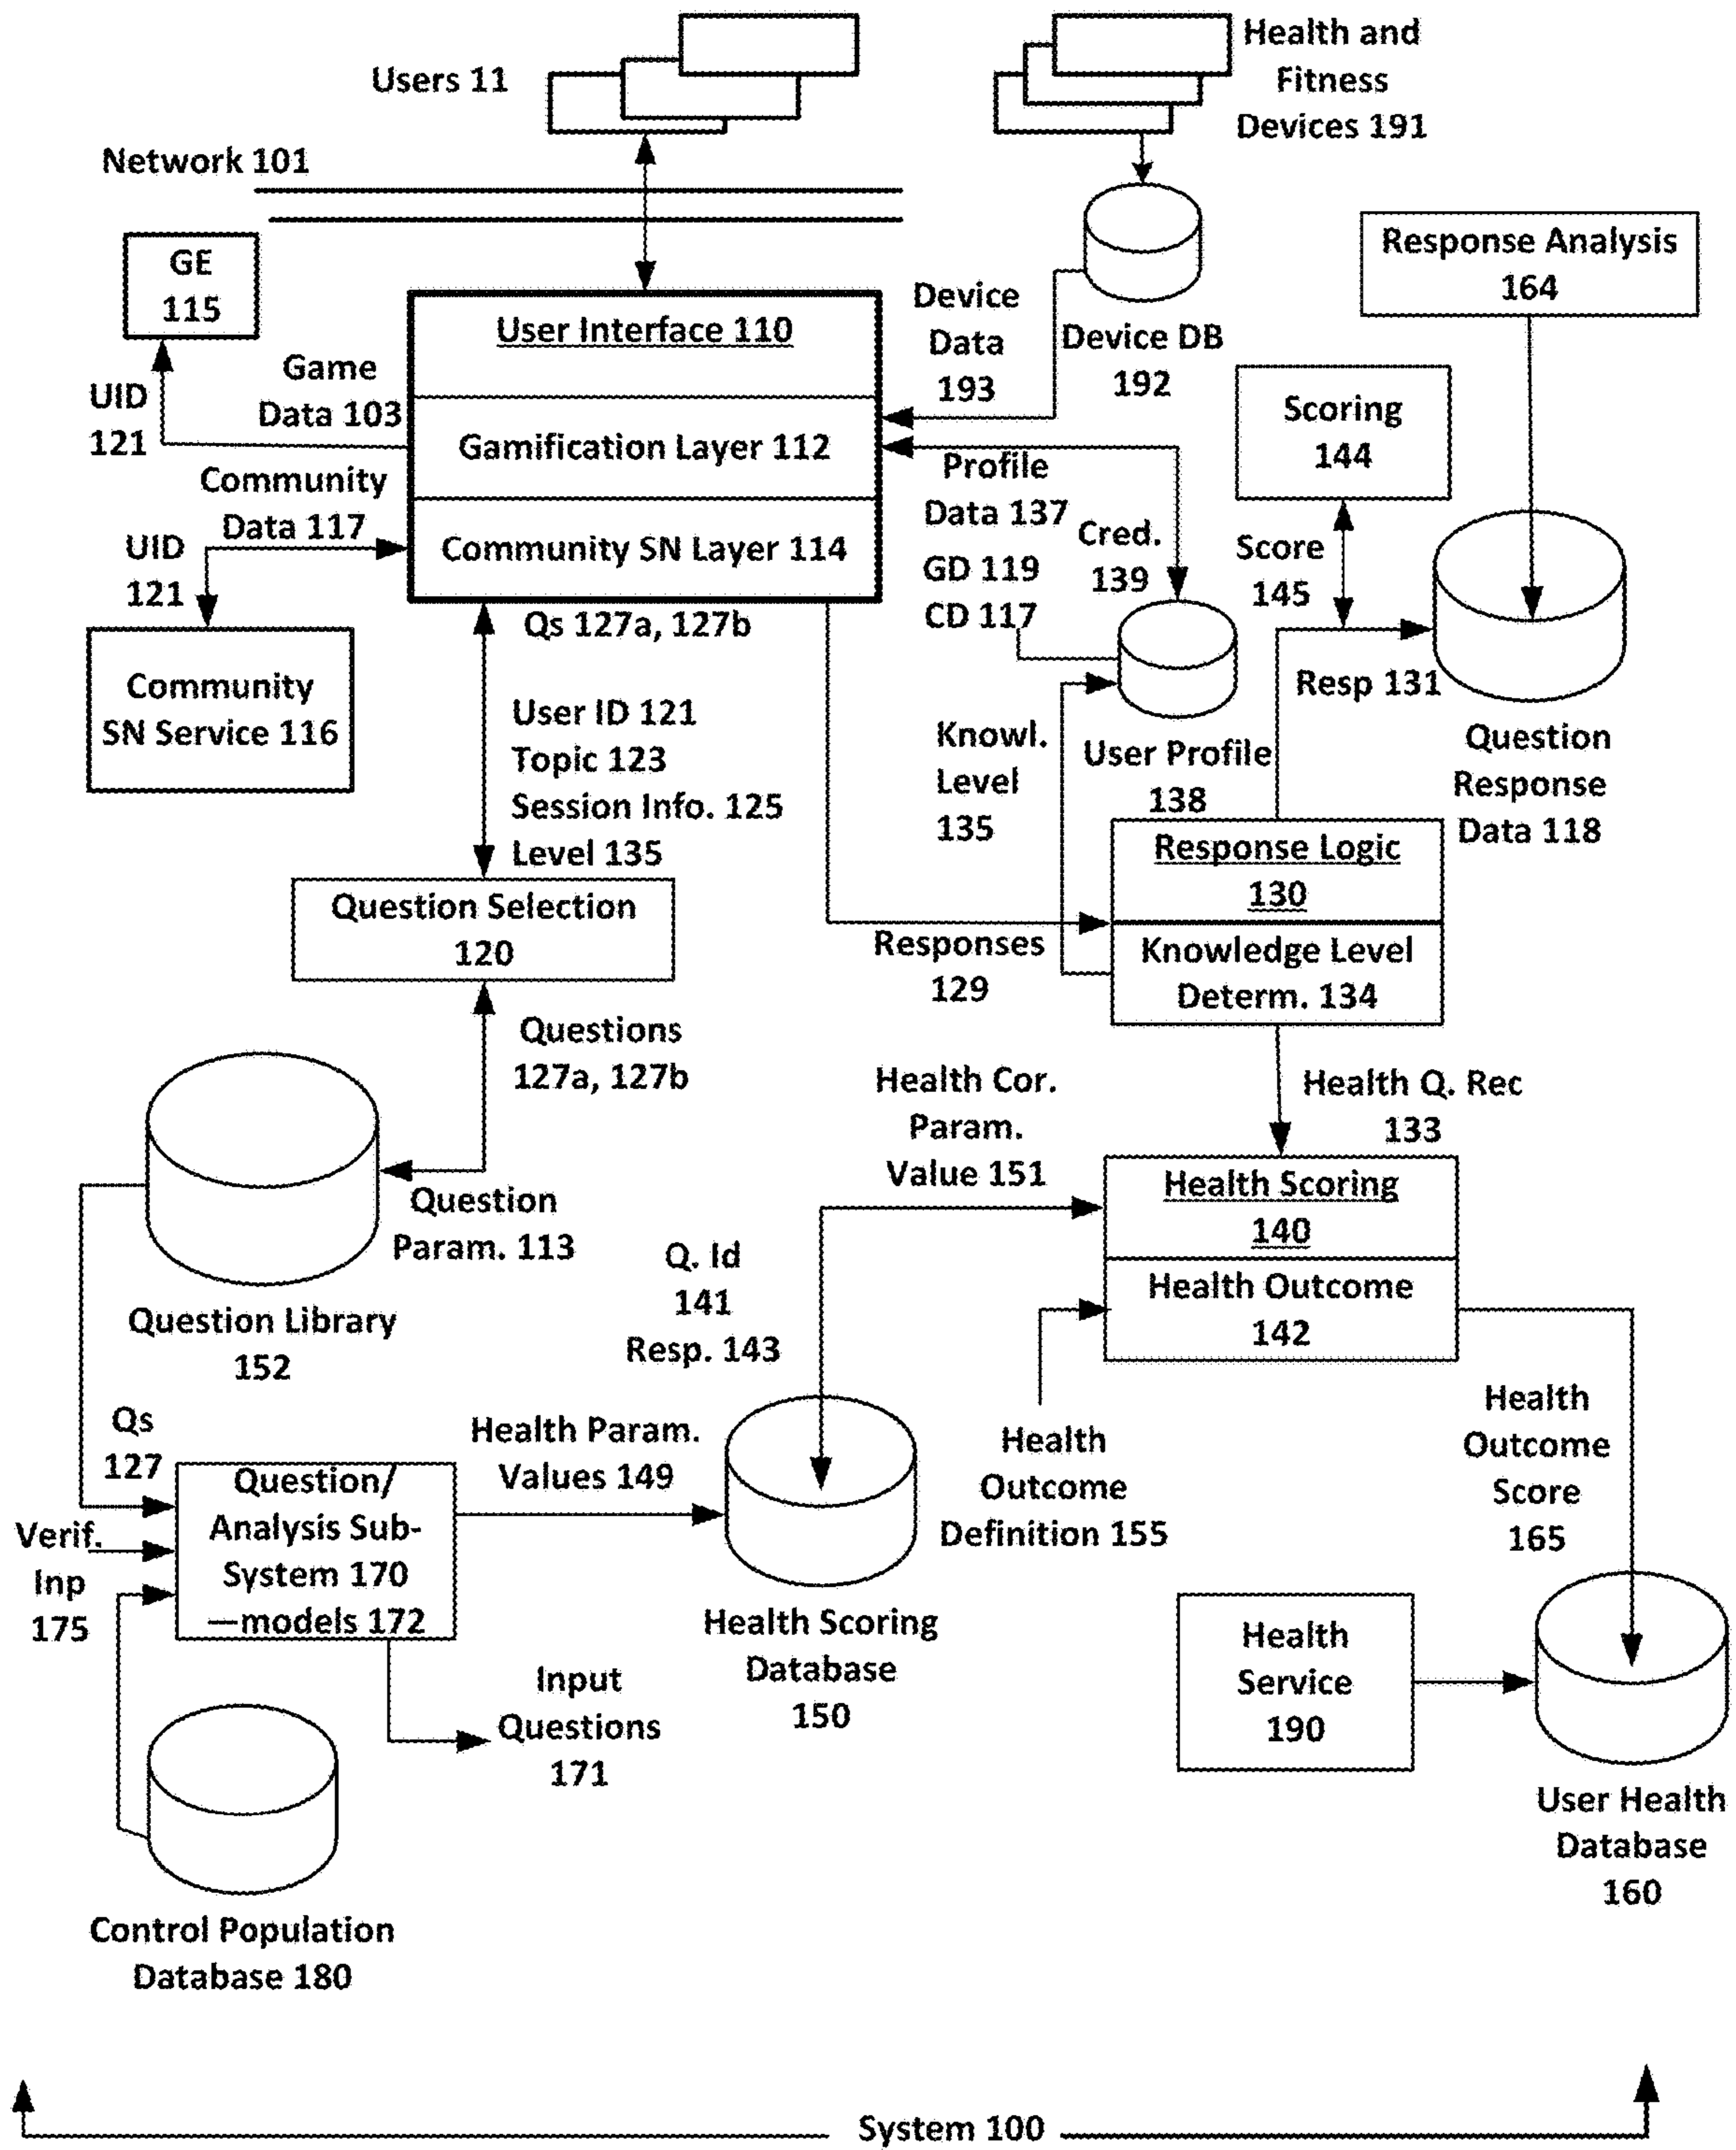 Users 11
Health and
Fitness
Devices 191
Network 101
GE
115
UID
121
Game
Data 103
User Interface 110
Gamification Layer 112
Community SN Layer 114
Device
Data
193
Device DB
192
Response Analysis
164
Scoring
144
Score
145
Community
Data 117
UID
121
Community
SN Service 116
Profile
Data 137
GD 119
CD 117
Cred.
139
Qs 127a, 127b
User ID 121
Topic 123
Session Info. 125
Level 135
Knowl.
Level
135
User Profile
138
Resp 131
Question
Response
Data 118
Question Selection
120
Responses
129
Response Logic
130
Knowledge Level
Determ. 134
Questions
127a, 127b
Question
Param. 113
Question Library
152
Health Cor.
Param.
Value 151
Health Q. Rec
133
Health Scoring
140
Health Outcome
142
Q. Id
141
Resp. 143
Qs
127
Verif.
Inp
175
Question/
Analysis Sub-
System 170
—models 172
Health Param.
Values 149
Health Scoring
Database
150
Health
Outcome
Definition 155
Health
Outcome
Score
165
Input
Questions
171
Health
Service
190
User Health
Database
160
Control Population
Database 180
System 100